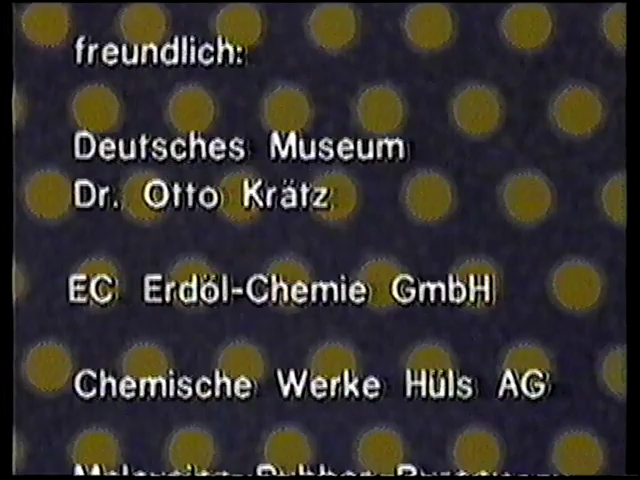 freundlich:
Deutsches Museum
Dr. Otto Krätz
EC Erdöl-Chemie GmbH
Chemische Werke Hüls AG